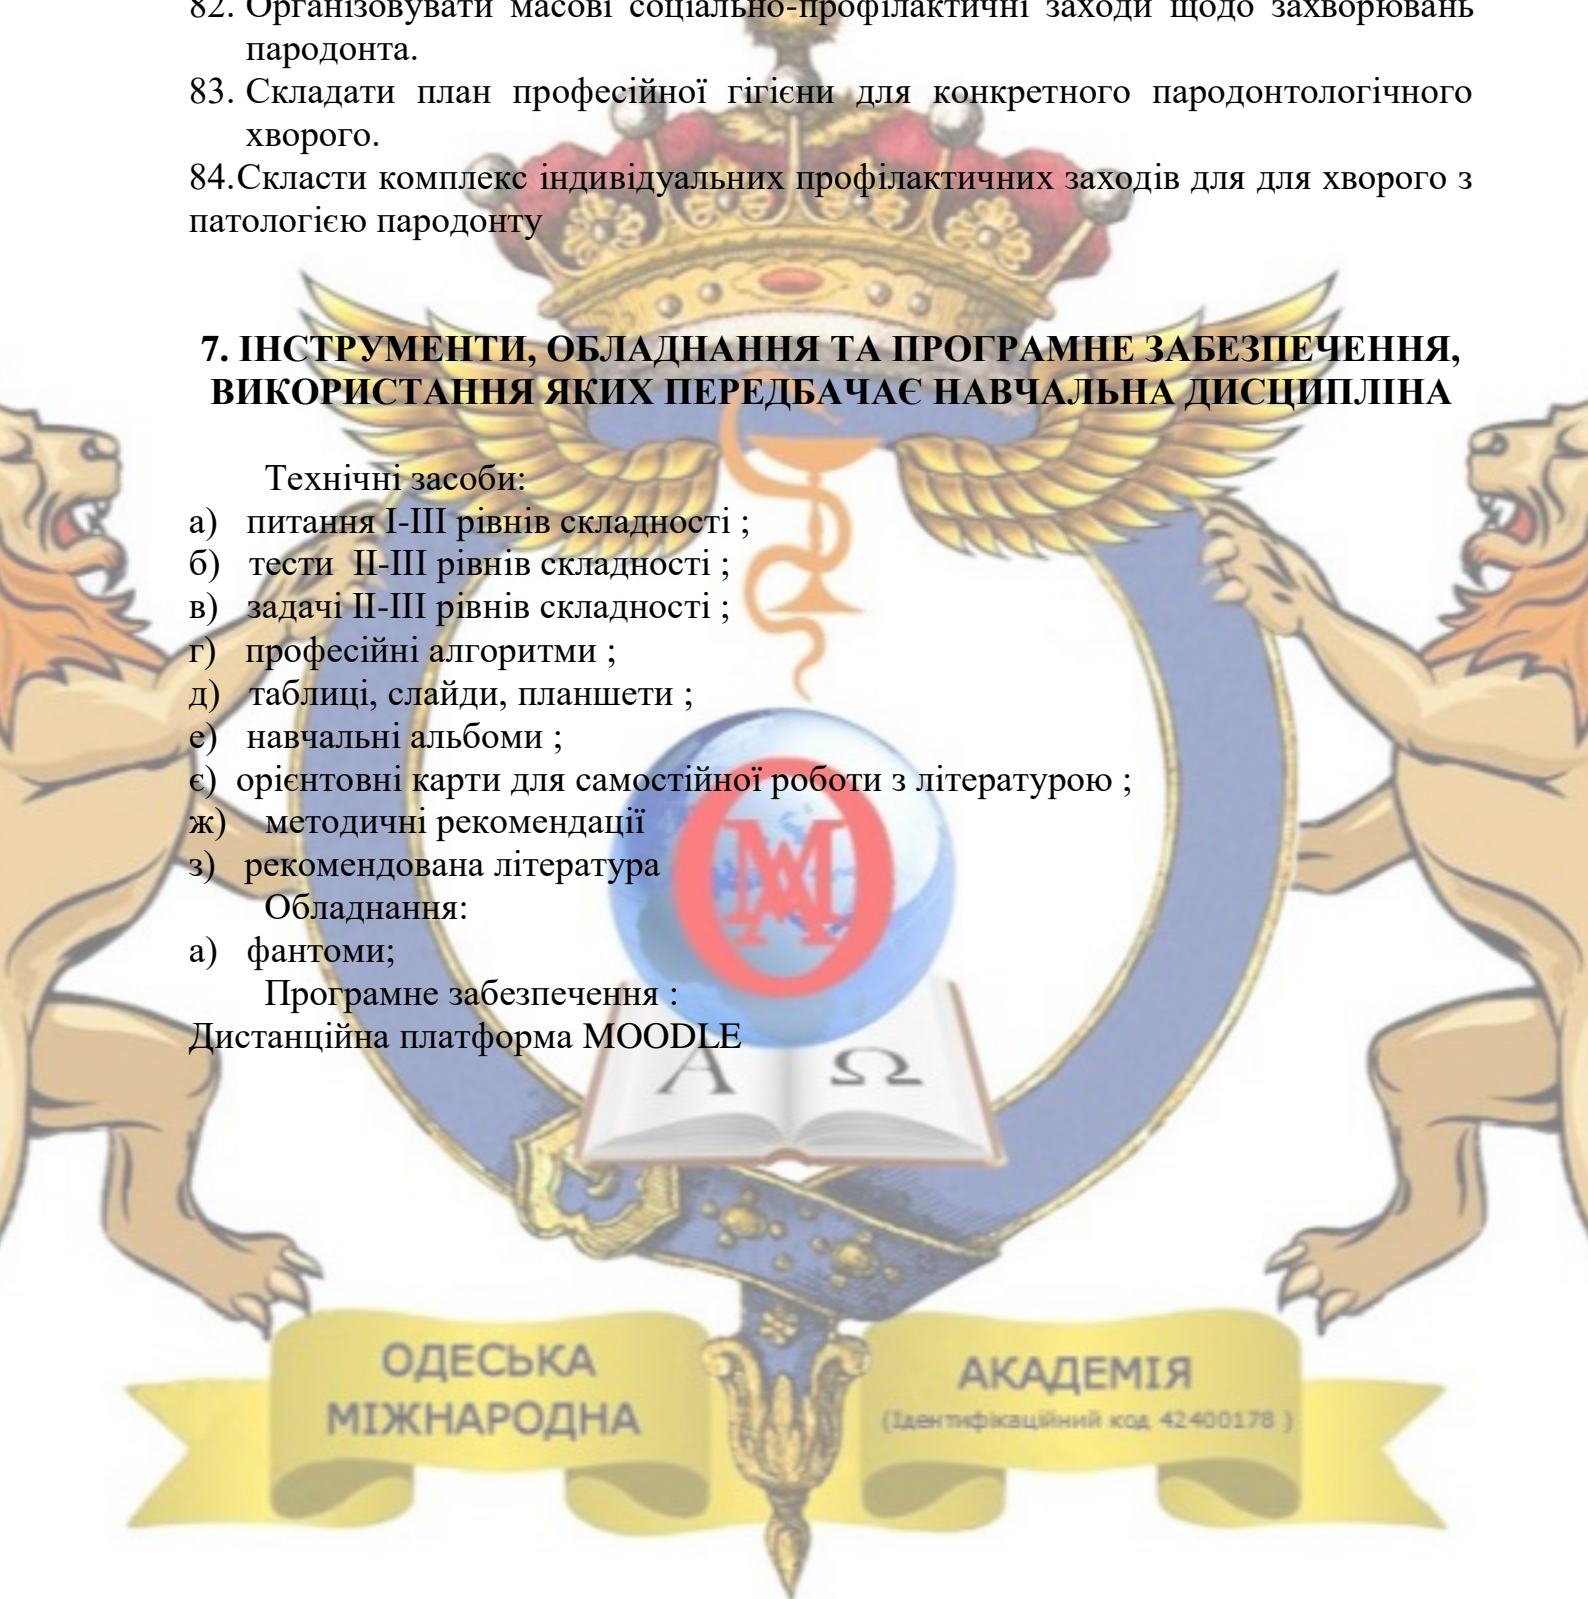 82. Організовувати масові соціально-профілактичні заходи щодо захворювань
пародонта.
83. Складати план професійної гігієни для конкретного пародонтологічного
хворого.
84.Скласти комплекс індивідуальних профілактичних заходів для для хворого з
патологією пародонту
7. ІНСТРУМЕНТИ, ОБЛАДНАННЯ ТА ПРОГРАМНЕ ЗАБЕЗПЕЧЕННЯ,
ВИКОРИСТАННЯ ЯКИХ ПЕРЕДБАЧАЄ НАВЧАЛЬНА ДИСЦИПЛІНА
Технічні засоби:
а) питання І-ІІІ рівнів складності ;
б) тести ІІ-ІІІ рівнів складності ;
в) задачі ІІ-ІІІ рівнів складності ;
г) професійні алгоритми ;
д) таблиці, слайди, планшети ;
е) навчальні альбоми ;
є) орієнтовні карти для самостійної роботи з літературою ;
ж) методичні рекомендації
з) рекомендована література
Обладнання:
а) фантоми;
Програмне забезпечення :
Дистанційна платформа MOODLE
Α Ω
ОДЕСЬКА
МІЖНАРОДНА
АКАДЕМІЯ
(Ідентифікаційний код 42400178 )